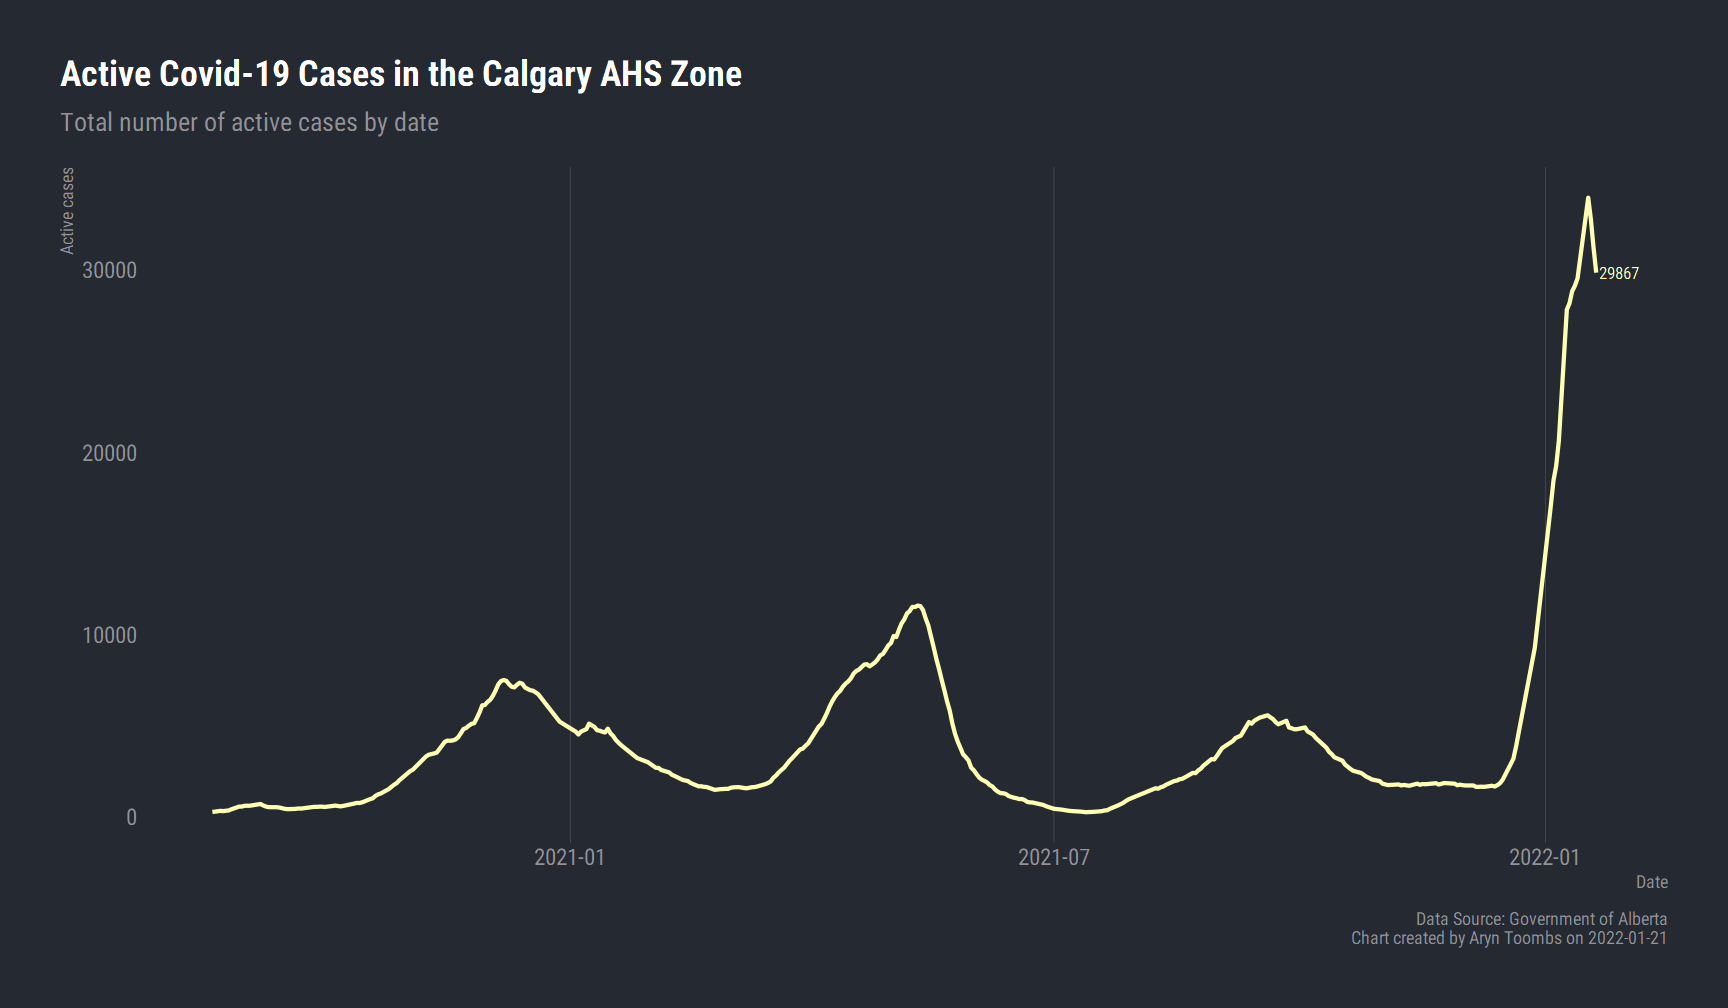 Active Covid-19 Cases in the Calgary AHS Zone
Total number of active cases by date
Active cases
30000
20000
10000
0
29867
2021-01
2021-07
2022-01
Date
Data Source: Government of Alberta
Chart created by Aryn Toombs on 2022-01-21